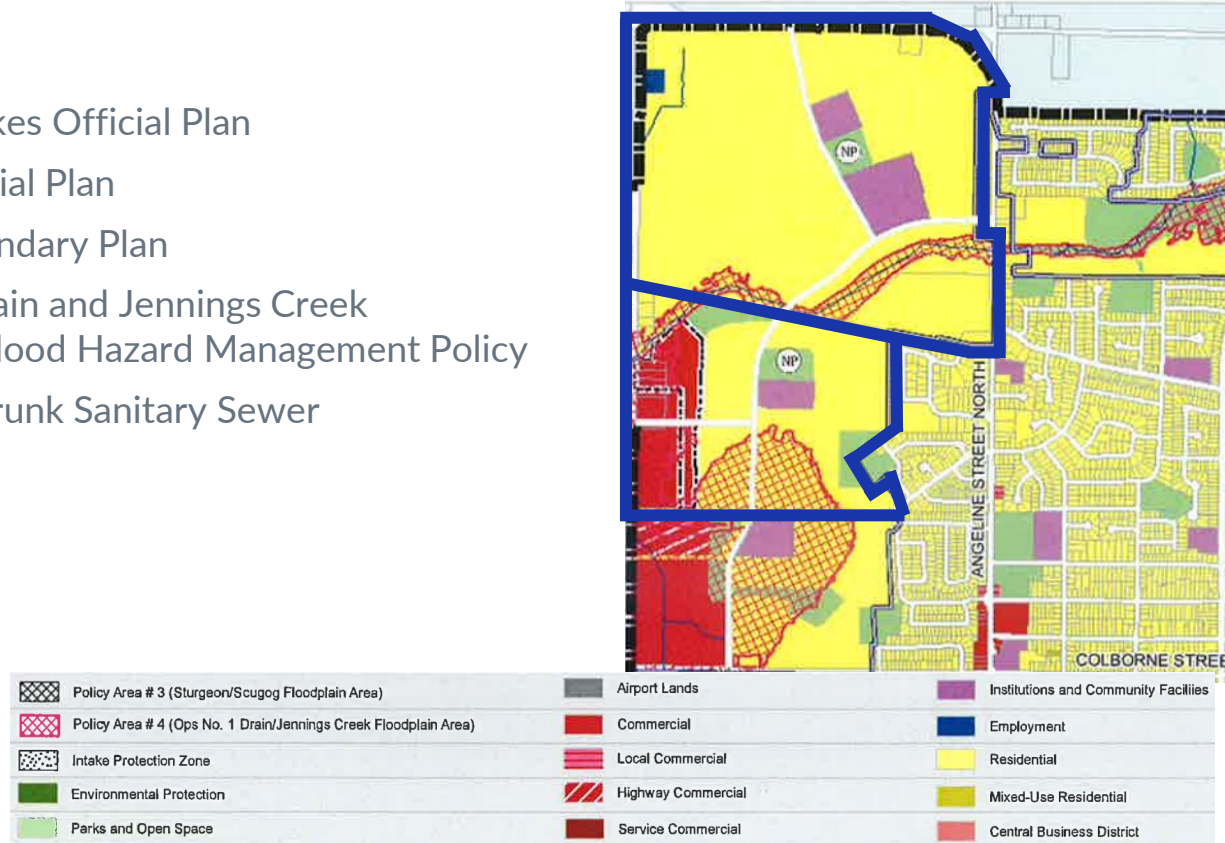 kes Official Plan
ial Plan
ndary Plan
ain and Jennings Creek
lood Hazard Management Policy
runk Sanitary Sewer
NP
NP
ANGELINE STREET NORTH
COLBORNE STREE
Policy Area # 3 (Sturgeon/Scugog Floodplain Area)
Policy Area # 4 (Ops No. 1 Drain/Jennings Creek Floodplain Area)
Intake Protection Zone
Environmental Protection
Parks and Open Space
Airport Lands
Commercial
Local Commercial
Highway Commercial
Service Commercial
Institutions and Community Faciliies
Employment
Residential
Mixed-Use Residential
Central Business District